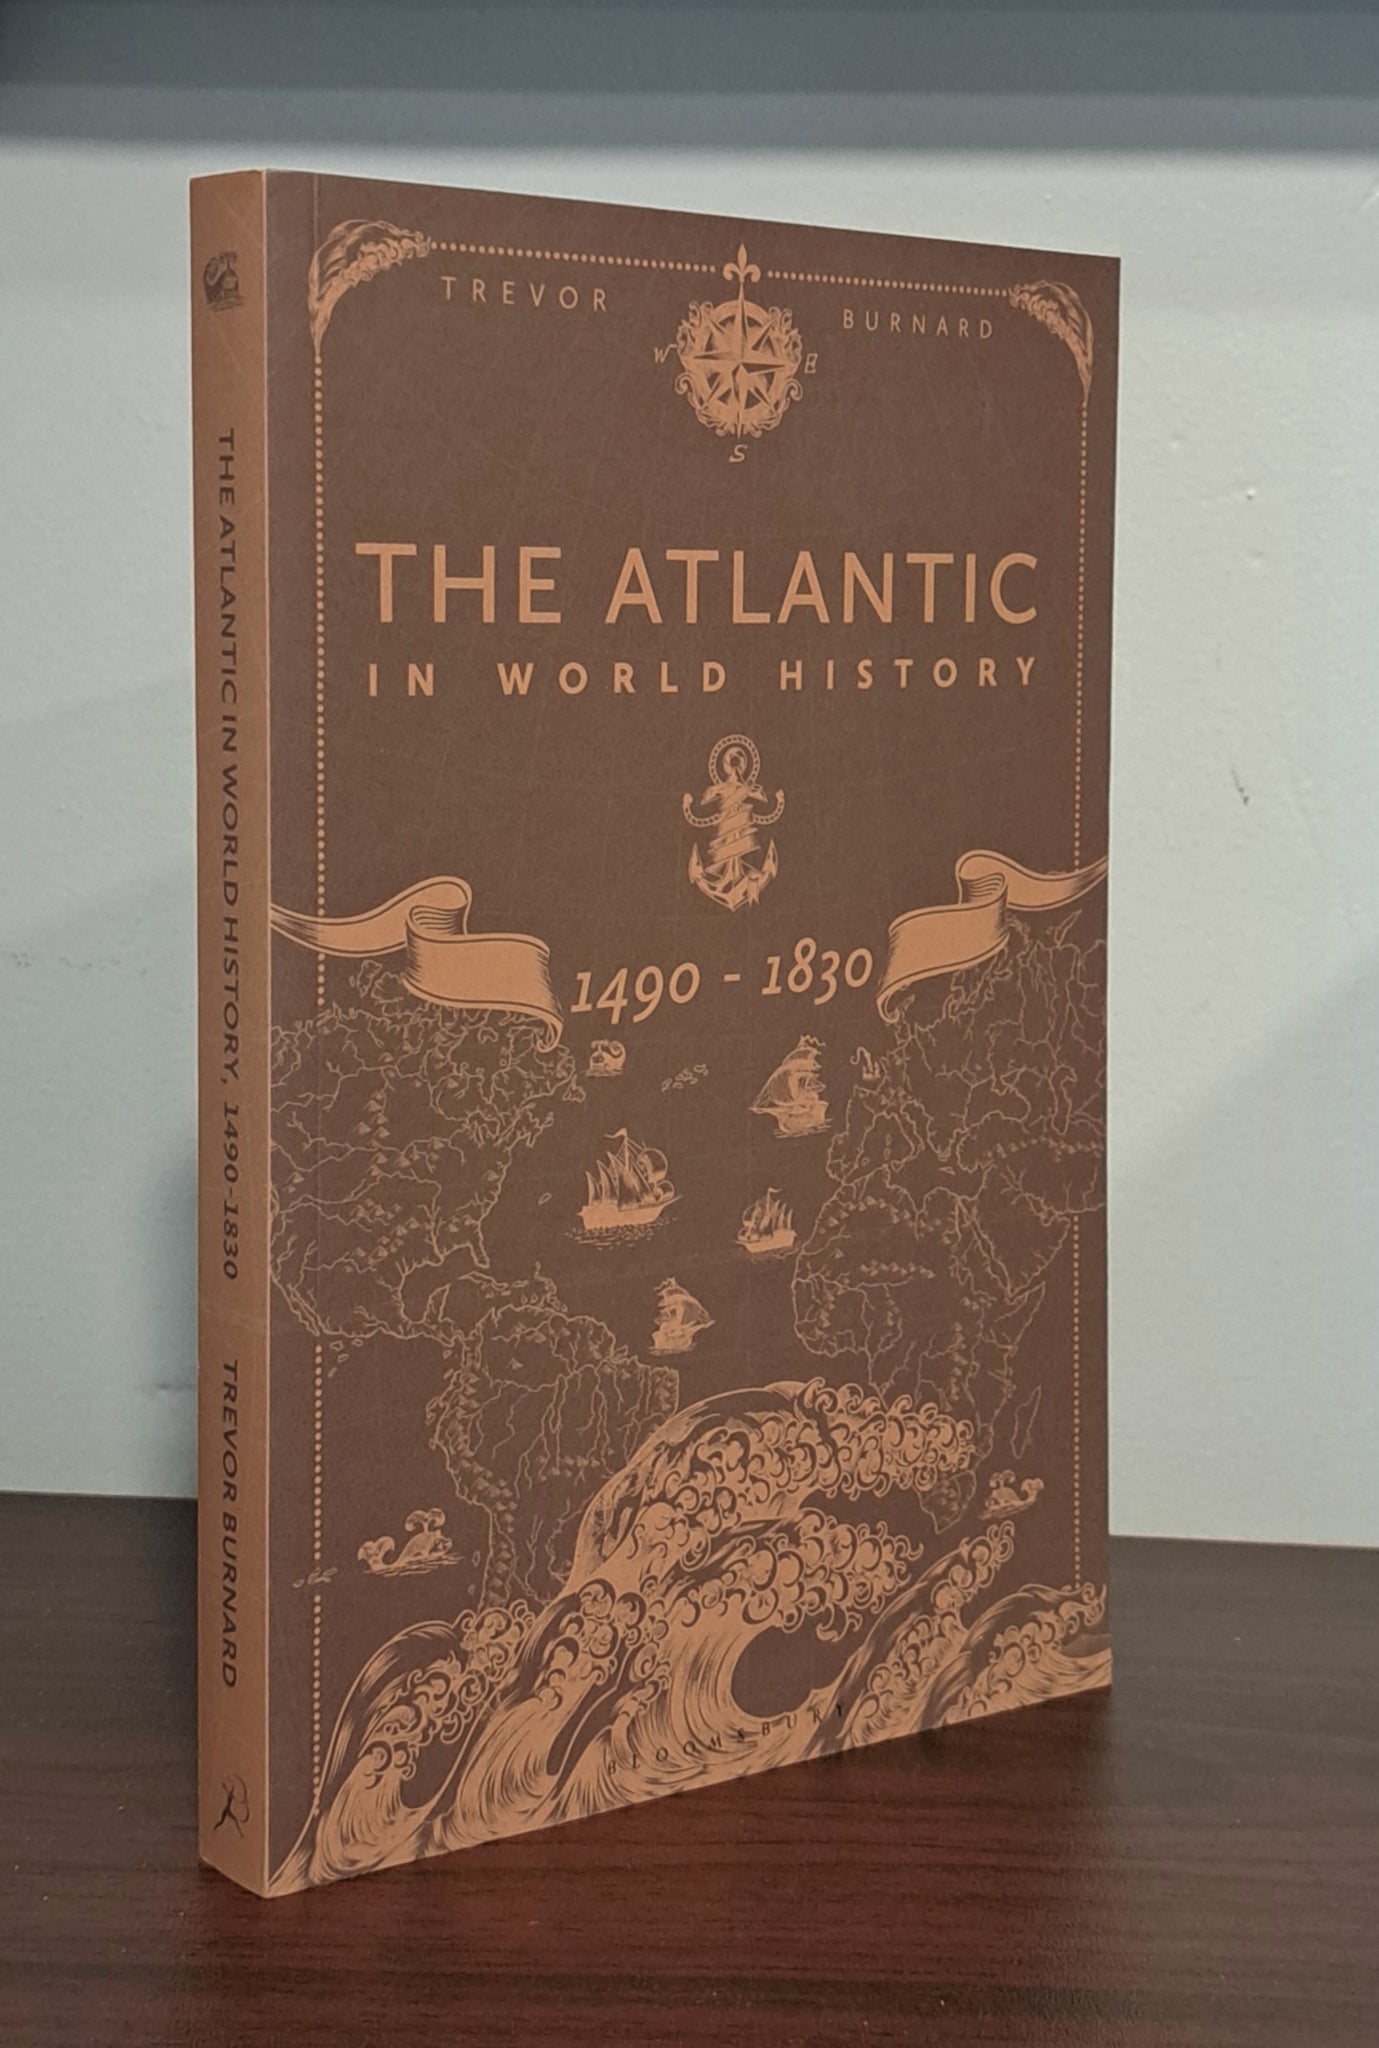 TREVOR BURNARD
W E
S
THE ATLANTIC
IN WORLD HISTORY
1490 - 1830
BLOOMSBURY
THE ATLANTIC IN WORLD HISTORY, 1490-1830 TREVOR BURNARD